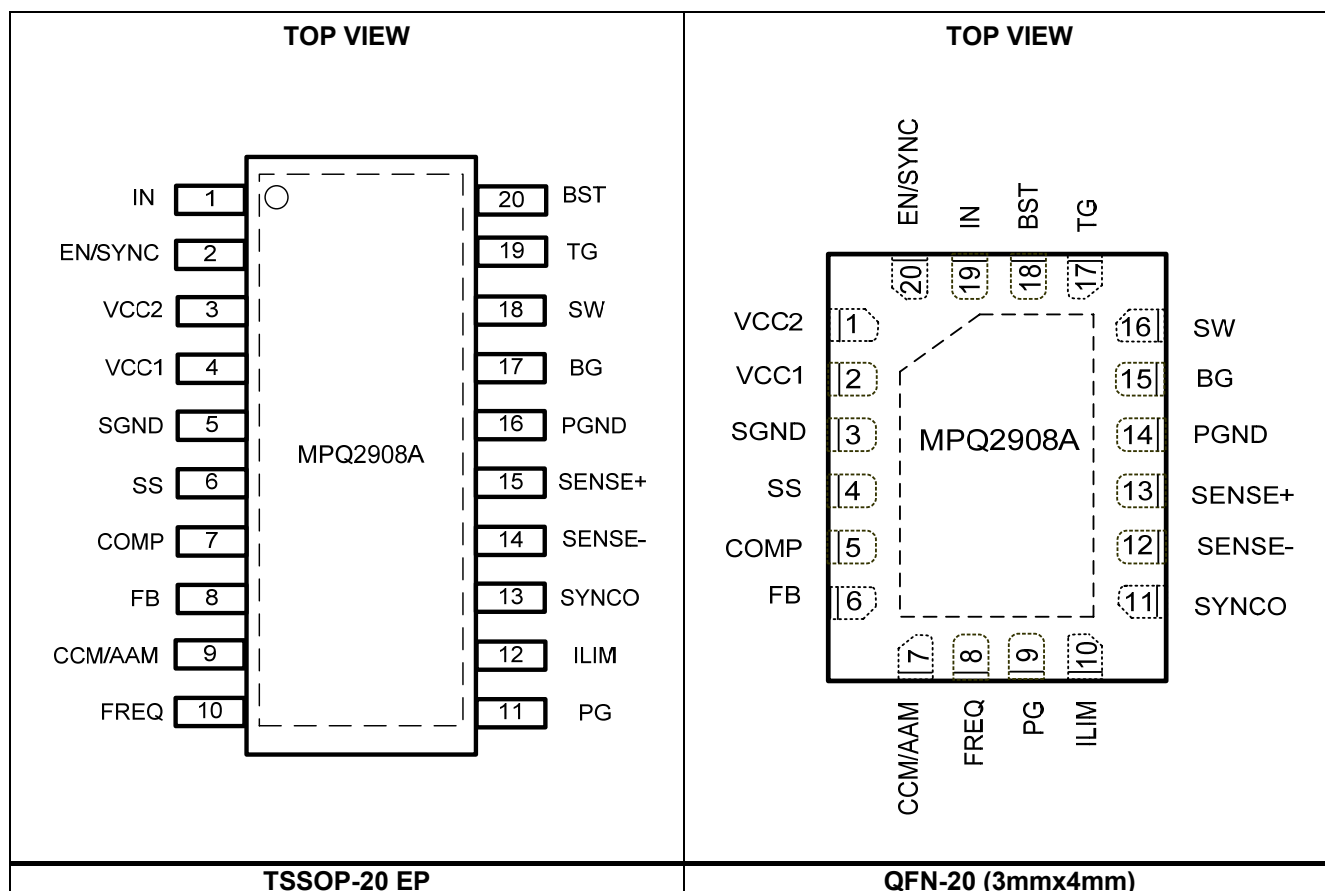 TOP VIEW
IN 1
EN/SYNC 2
VCC2 3
VCC1 4
SGND 5
SS 6
COMP 7
FB 8
CCM/AAM 9
FREQ 10
MPQ2908A
20 BST
19 TG
18 SW
17 BG
16 PGND
15 SENSE+
14 SENSE-
13 SYNCO
12 ILIM
11 PG
TSSOP-20 EP
TOP VIEW
EN/SYNC
IN
BST
TG
20
19
18
17
VCC2 1
VCC1 2
SGND 3
SS 4
COMP 5
FB 6
MPQ2908A
16 SW
15 BG
14 PGND
13 SENSE+
12 SENSE-
11 SYNCO
7
8
9
10
CCM/AAM
FREQ
PG
ILIM
QFN-20 (3mmx4mm)